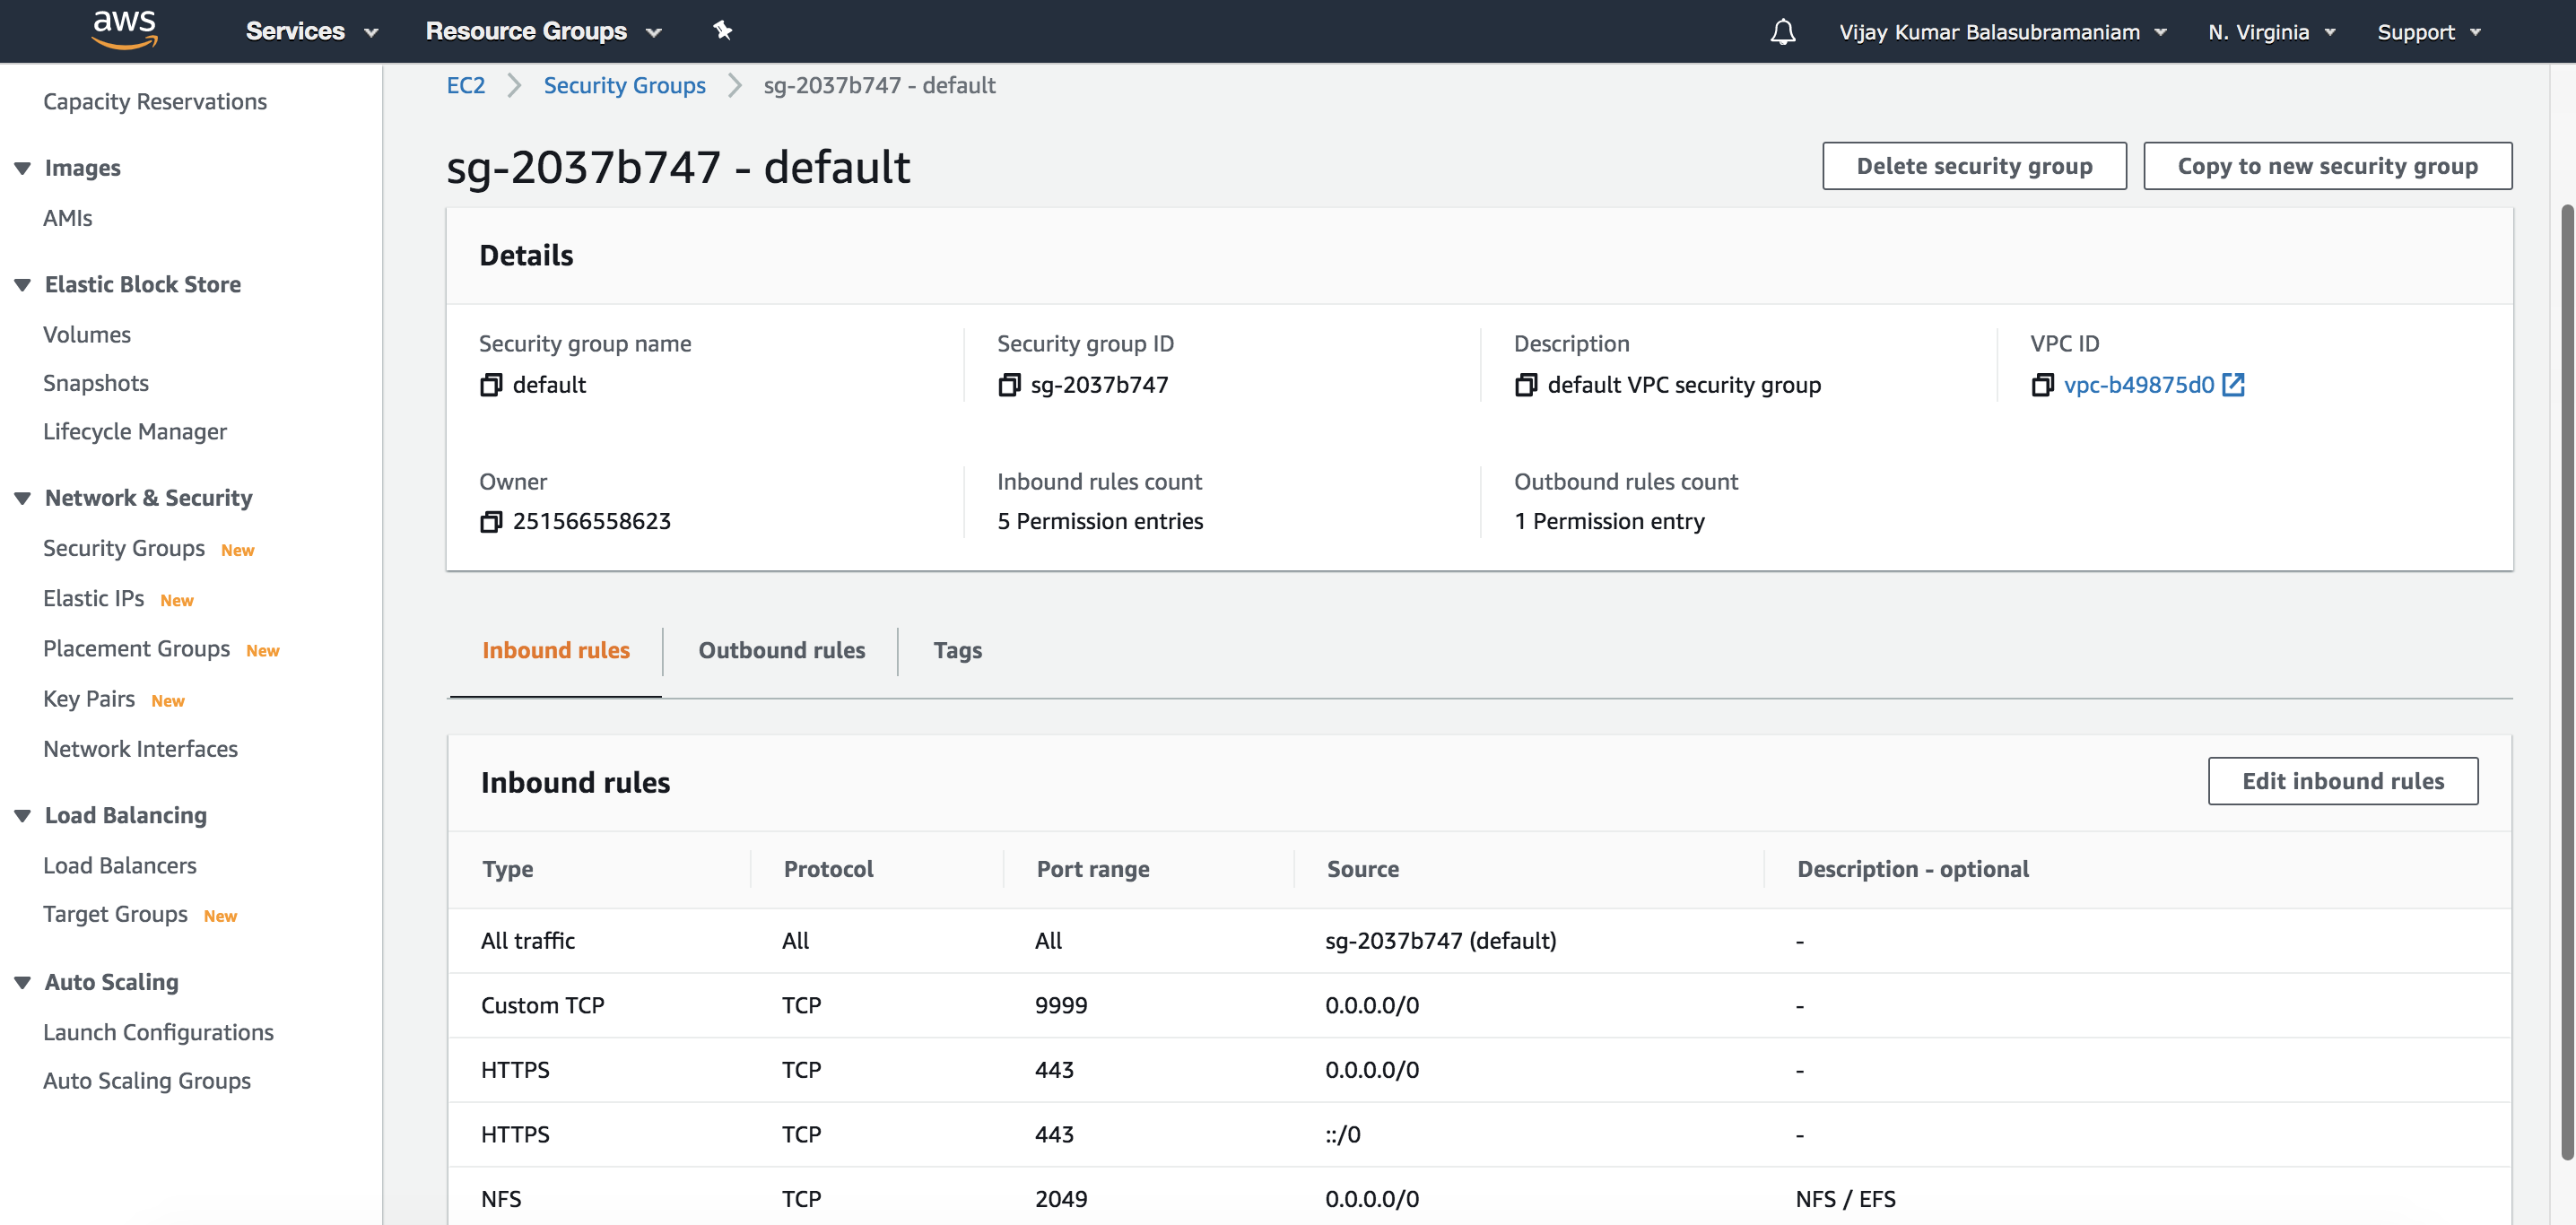 aws Services Resource Groups Vijay Kumar Balasubramaniam N. Virginia Support
Capacity Reservations
Images
AMIs
Elastic Block Store
Volumes
Snapshots
Lifecycle Manager
Network & Security
Security Groups New
Elastic IPs New
Placement Groups New
Key Pairs New
Network Interfaces
Load Balancing
Load Balancers
Target Groups New
Auto Scaling
Launch Configurations
Auto Scaling Groups
EC2 Security Groups sg-2037b747 - default
sg-2037b747 - default
Delete security group Copy to new security group
Details
Security group name Security group ID Description VPC ID
default sg-2037b747 default VPC security group vpc-b49875d0
Owner Inbound rules count Outbound rules count
251566558623 5 Permission entries 1 Permission entry
Inbound rules Outbound rules Tags
Inbound rules Edit inbound rules
Type Protocol Port range Source Description - optional
All traffic All All sg-2037b747 (default) -
Custom TCP TCP 9999 0.0.0.0/0 -
HTTPS TCP 443 0.0.0.0/0 -
HTTPS TCP 443 ::/0 -
NFS TCP 2049 0.0.0.0/0 NFS / EFS